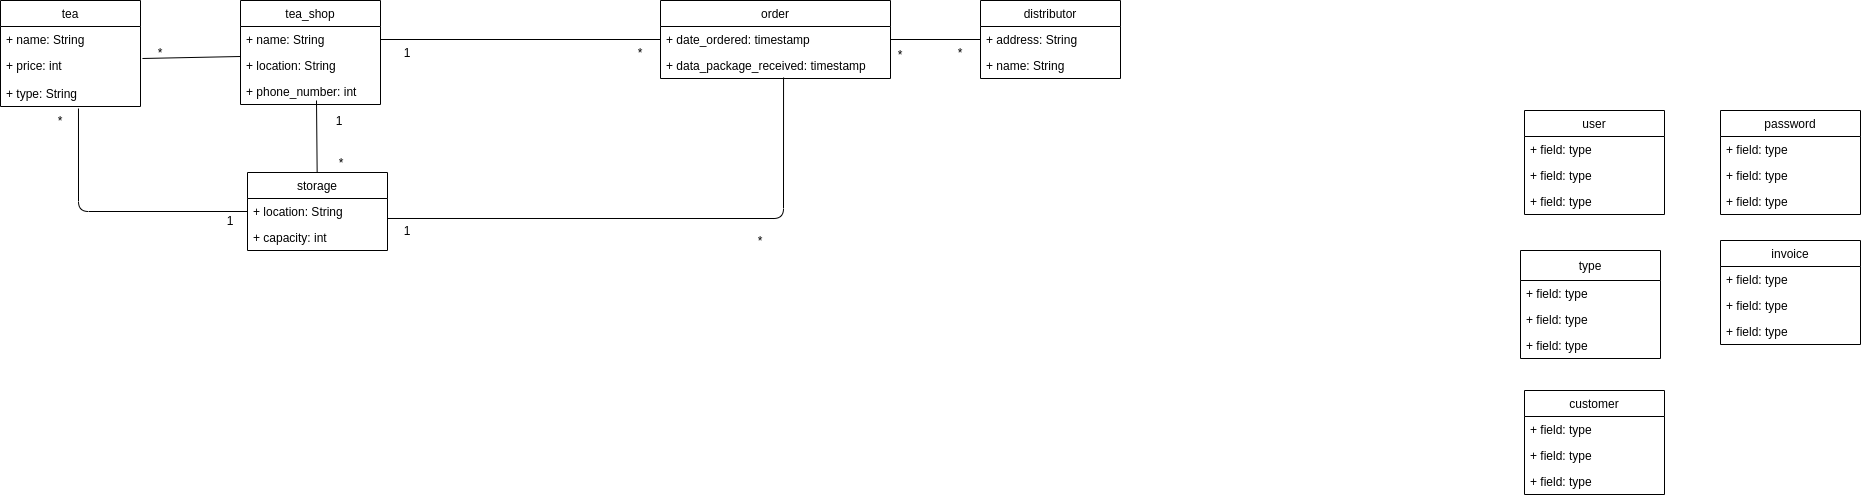 tea
+ name: String
+ price: int
+ type: String
*
*
tea_shop
+ name: String
+ location: String
+ phone_number: int
1
*
1
*
storage
+ location: String
+ capacity: int
1
1
*
order
+ date_ordered: timestamp
+ data_package_received: timestamp
*
*
distributor
+ address: String
+ name: String
user
+ field: type
+ field: type
+ field: type
password
+ field: type
+ field: type
+ field: type
type
+ field: type
+ field: type
+ field: type
invoice
+ field: type
+ field: type
+ field: type
customer
+ field: type
+ field: type
+ field: type